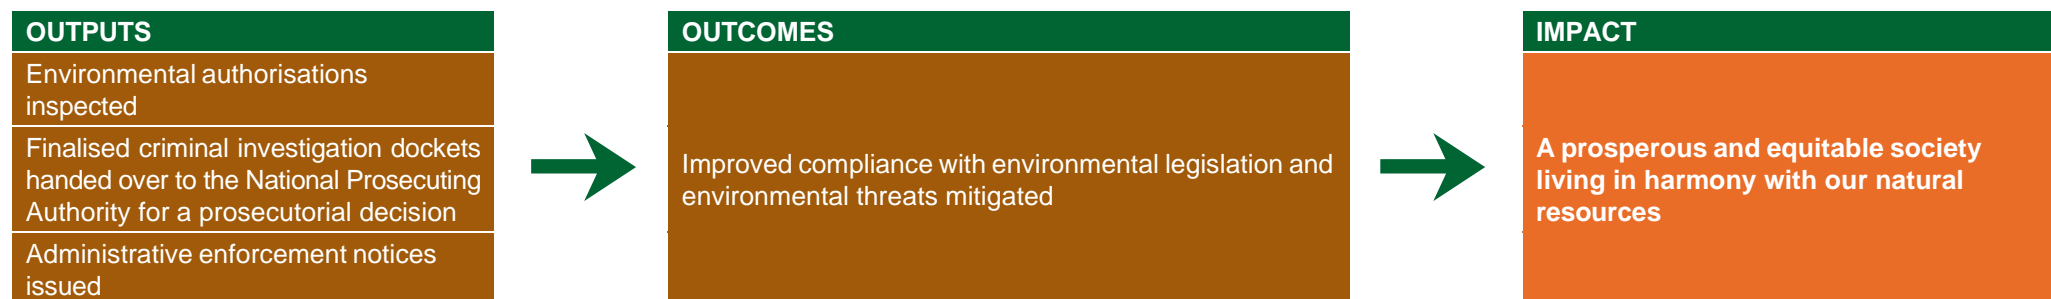 OUTPUTS
Environmental authorisations
inspected
Finalised criminal investigation dockets
handed over to the National Prosecuting
Authority for a prosecutorial decision
Administrative enforcement notices
issued
OUTCOMES
Improved compliance with environmental legislation and
environmental threats mitigated
IMPACT
A prosperous and equitable society
living in harmony with our natural
resources